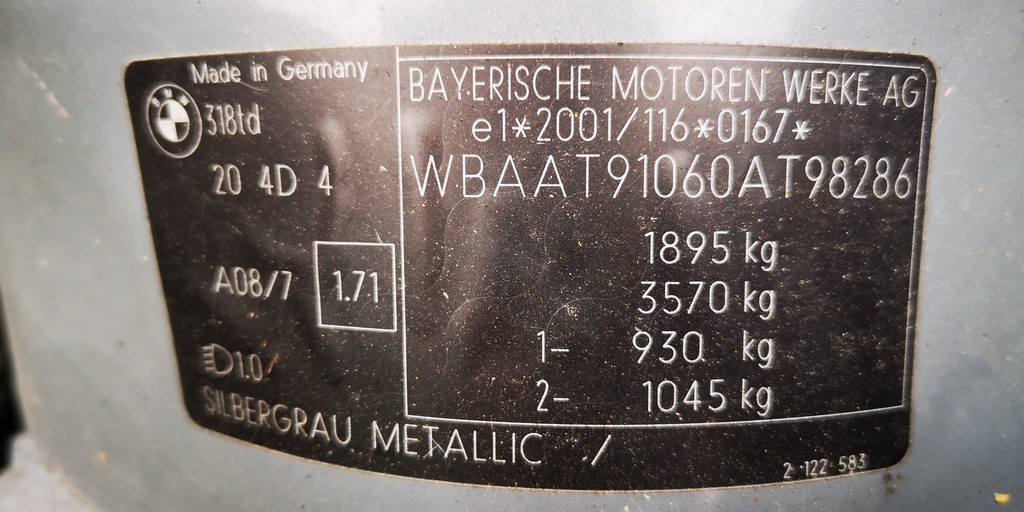 Made in Germany
BMW
318td
20 4D 4
A08/7
1.71
D1.0
SILBERGRAU METALLIC /
BAYERISCHE MOTOREN WERKE AG
e1*2001/116*0167*
WBAAT91060AT98286
1895 kg
3570 kg
1- 930 kg
2- 1045 kg
2 122 583